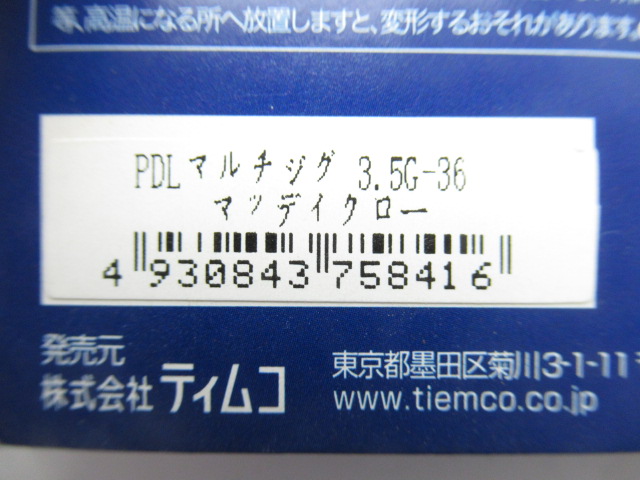 等、高温になる所へ放置しますと、変形するおそれがあります。
PDLマルチジグ 3.5G-36
マッディクロー
4 930843 758416
発売元
株式会社 ティムコ
東京都墨田区菊川3-1-11
www.tiemco.co.jp